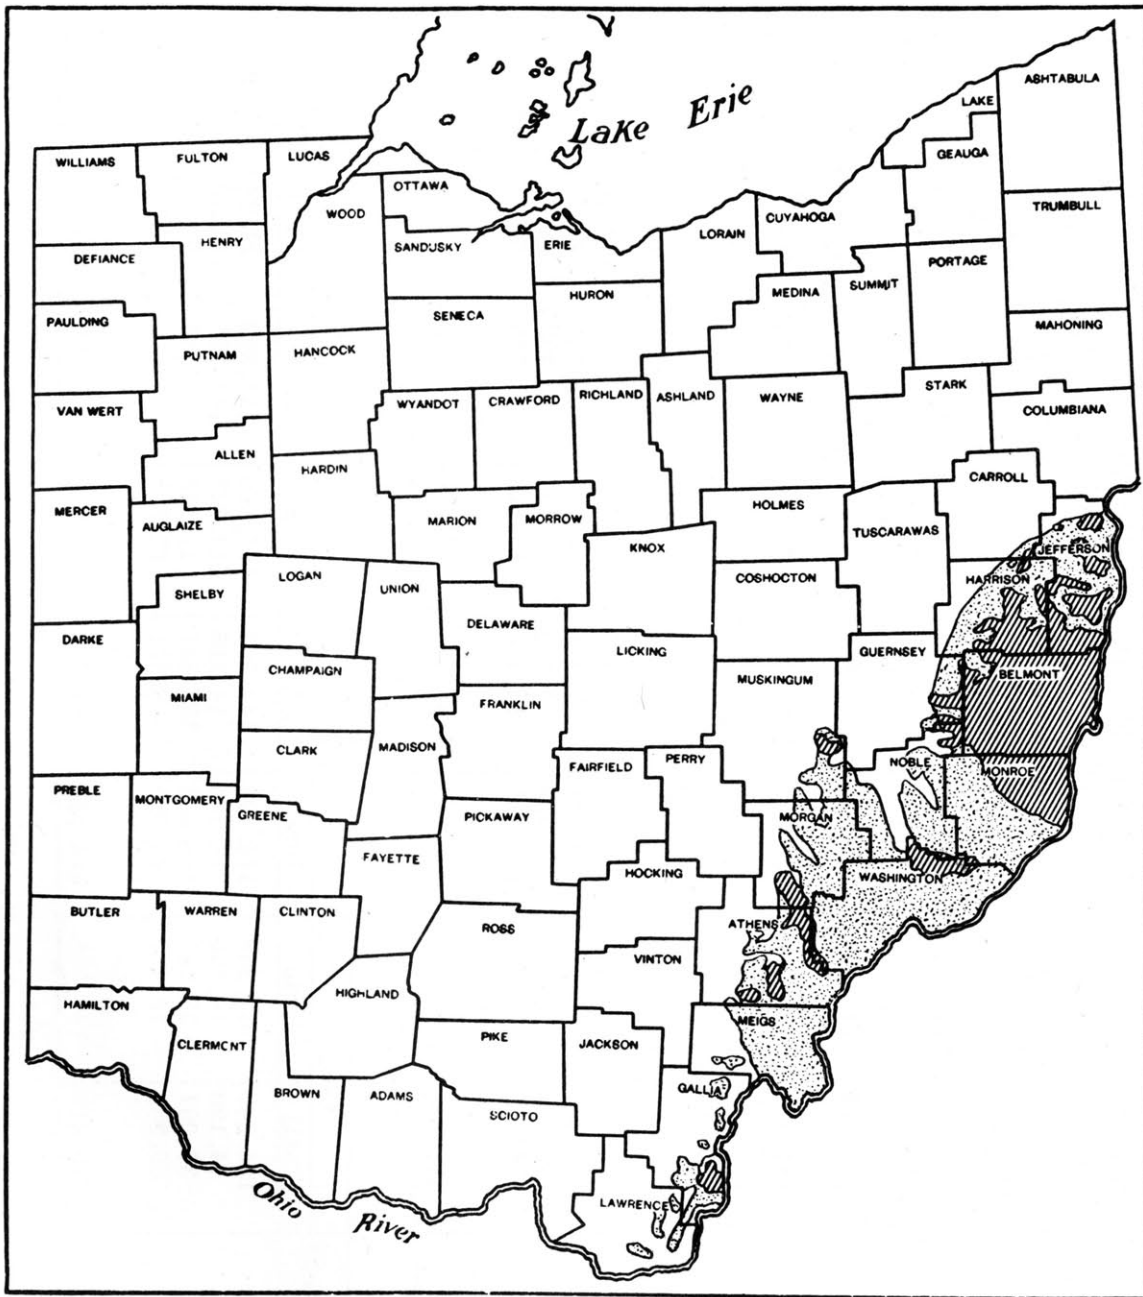 Lake Erie
ASHTABULA
LAKE
GEAUGA
WILLIAMS
FULTON
LUCAS
OTTAWA
WOOD
CUYAHOGA
TRUMBULL
HENRY
SANDUSKY
ERIE
LORAIN
DEFIANCE
PORTAGE
MEDINA
SUMMIT
HURON
PAULDING
SENECA
MAHONING
PUTNAM
HANCOCK
STARK
VAN WERT
WYANDOT
CRAWFORD
RICHLAND
ASHLAND
WAYNE
COLUMBIANA
ALLEN
HARDIN
CARROLL
MERCER
AUGLAIZE
MARION
MORROW
HOLMES
TUSCARAWAS
KNOX
JEFFERSON
LOGAN
UNION
COSHOCTON
HARRISON
SHELBY
DELAWARE
DARKE
LICKING
GUERNSEY
CHAMPAIGN
MUSKINGUM
BELMONT
MIAMI
FRANKLIN
CLARK
MADISON
FAIRFIELD
PERRY
NOBLE
MONROE
PREBLE
MONTGOMERY
GREENE
PICKAWAY
MORGAN
FAYETTE
HOCKING
WASHINGTON
BUTLER
WARREN
CLINTON
ROSS
ATHENS
VINTON
HAMILTON
HIGHLAND
CLERMONT
PIKE
JACKSON
MEIGS
BROWN
ADAMS
SCIOTO
GALLIA
LAWRENCE
Ohio River